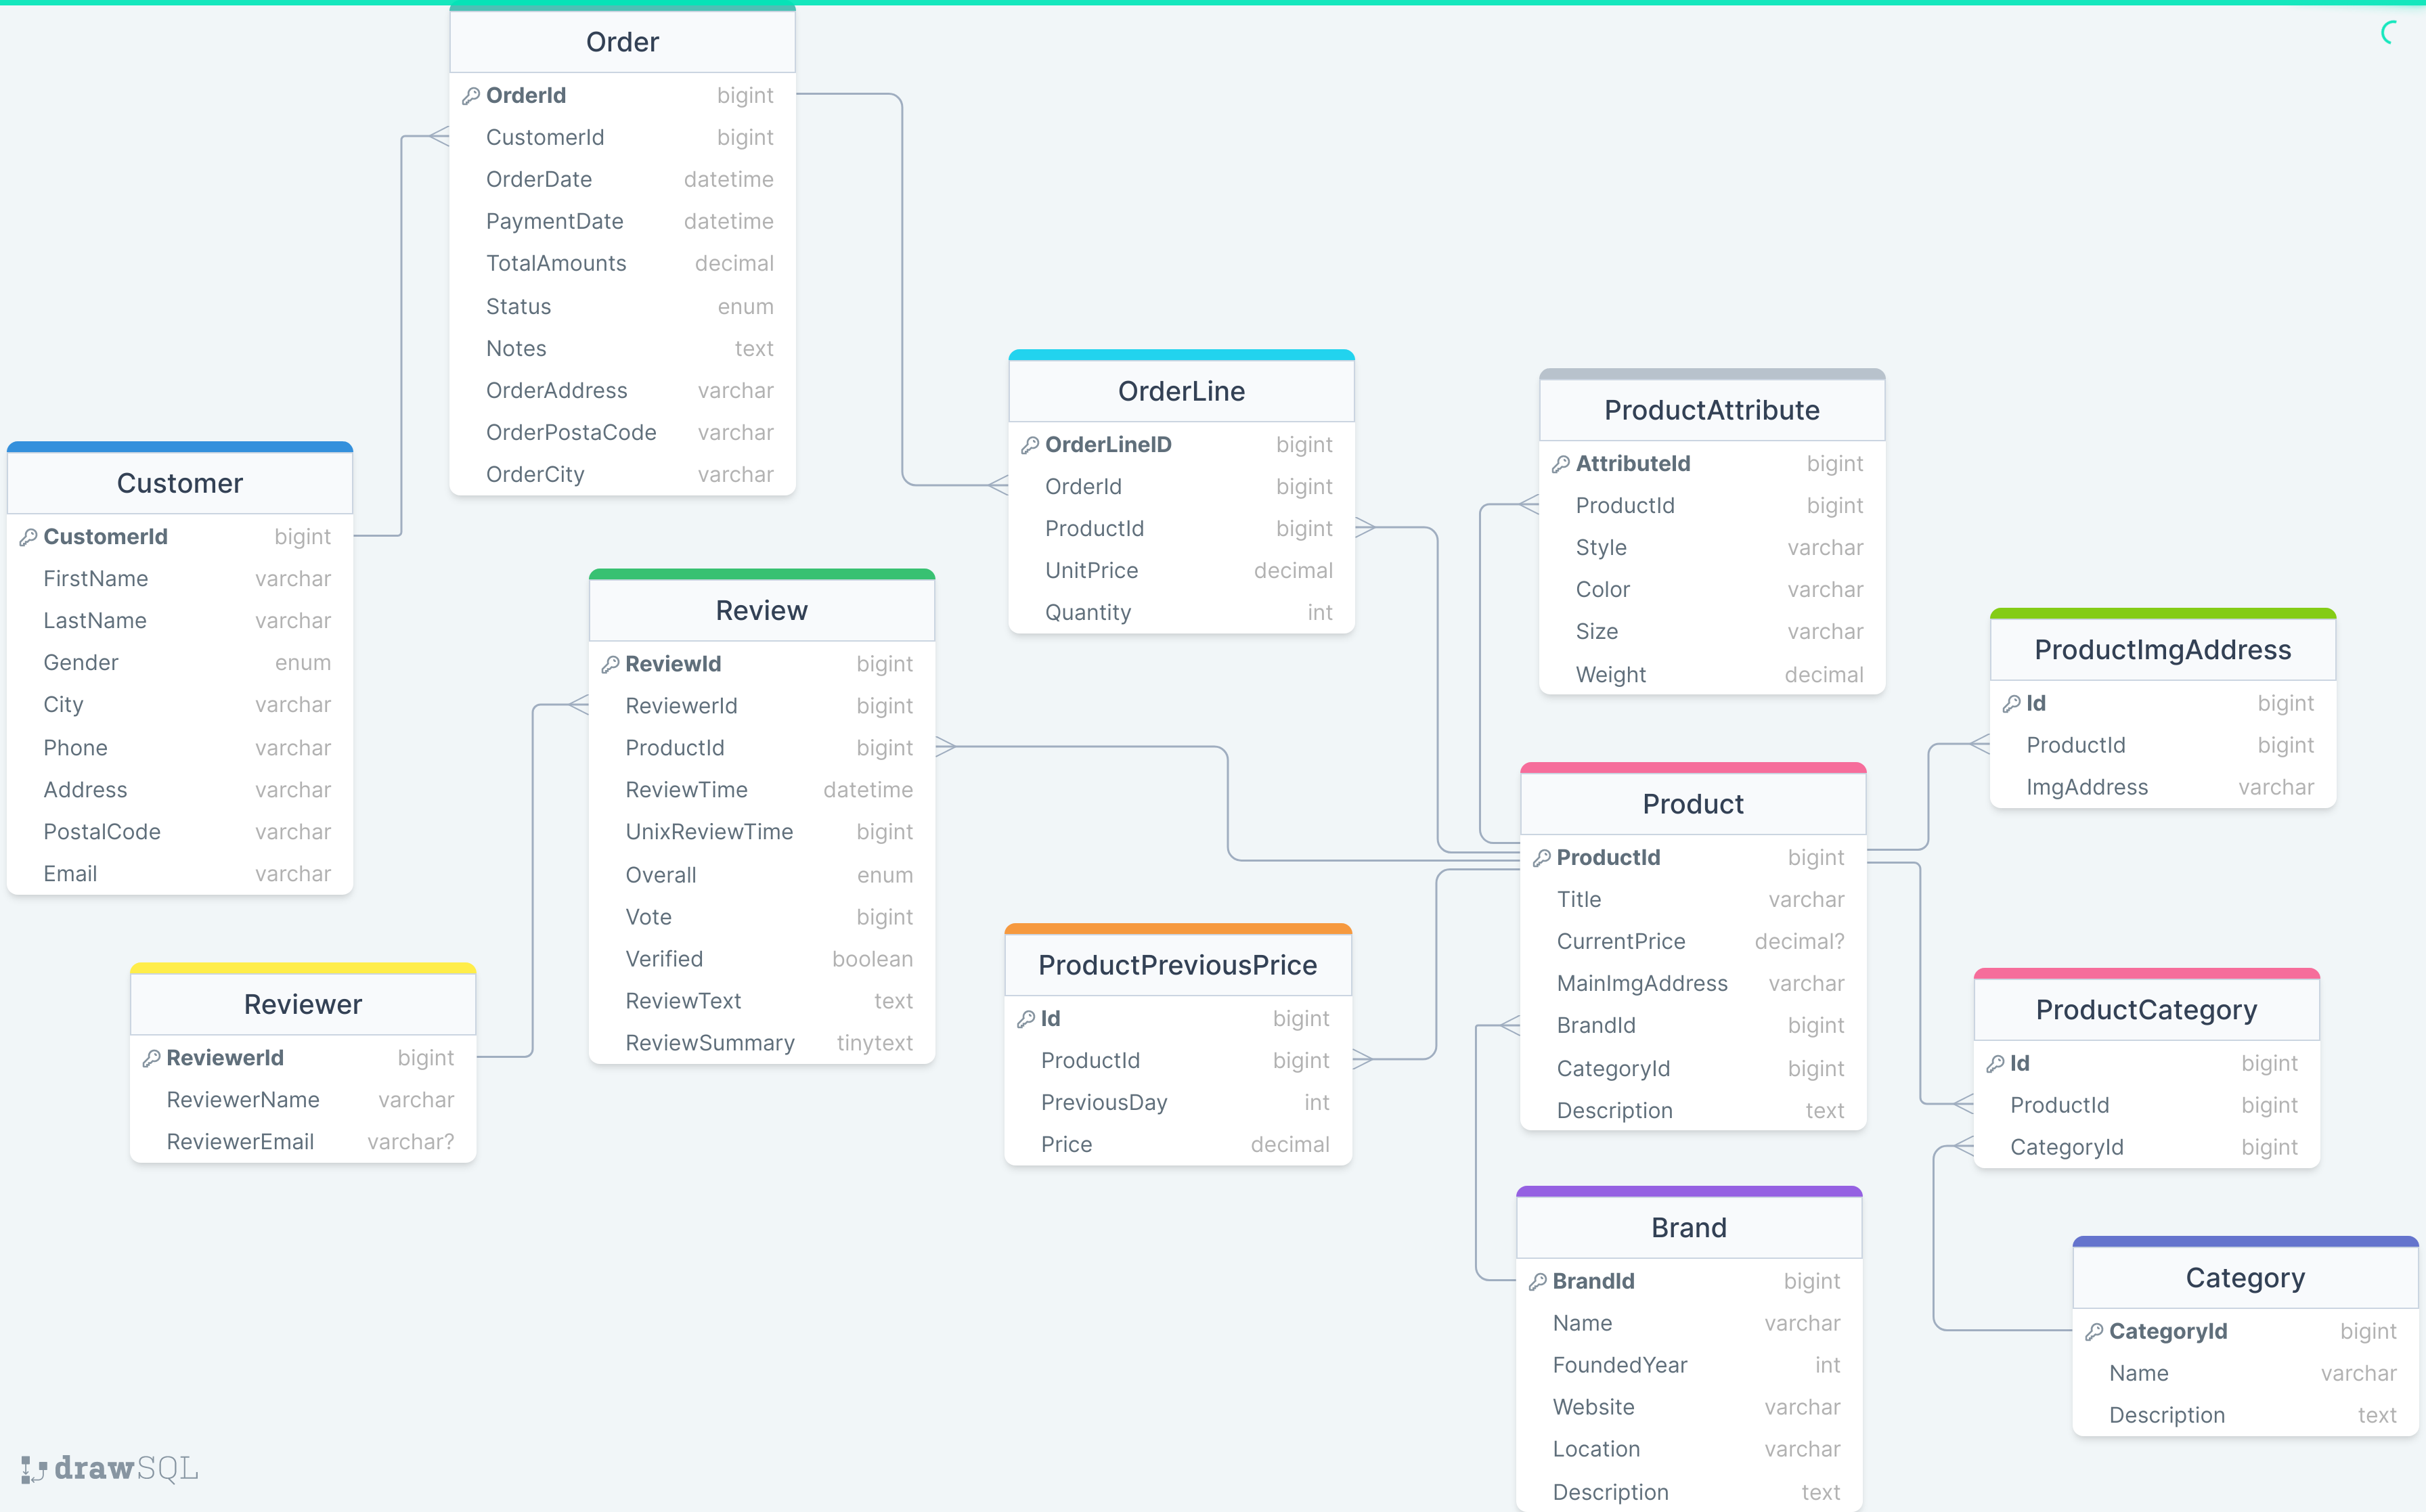 Order
OrderId bigint
CustomerId bigint
OrderDate datetime
PaymentDate datetime
TotalAmounts decimal
Status enum
Notes text
OrderAddress varchar
OrderPostaCode varchar
OrderCity varchar
Customer
CustomerId bigint
FirstName varchar
LastName varchar
Gender enum
City varchar
Phone varchar
Address varchar
PostalCode varchar
Email varchar
Review
ReviewId bigint
ReviewerId bigint
ProductId bigint
ReviewTime datetime
UnixReviewTime bigint
Overall enum
Vote bigint
Verified boolean
ReviewText text
ReviewSummary tinytext
Reviewer
ReviewerId bigint
ReviewerName varchar
ReviewerEmail varchar?
OrderLine
OrderLineID bigint
OrderId bigint
ProductId bigint
UnitPrice decimal
Quantity int
ProductPreviousPrice
Id bigint
ProductId bigint
PreviousDay int
Price decimal
ProductAttribute
AttributeId bigint
ProductId bigint
Style varchar
Color varchar
Size varchar
Weight decimal
Product
ProductId bigint
Title varchar
CurrentPrice decimal?
MainImgAddress varchar
BrandId bigint
CategoryId bigint
Description text
Brand
BrandId bigint
Name varchar
FoundedYear int
Website varchar
Location varchar
Description text
ProductImgAddress
Id bigint
ProductId bigint
ImgAddress varchar
ProductCategory
Id bigint
ProductId bigint
CategoryId bigint
Category
CategoryId bigint
Name varchar
Description text
drawSQL